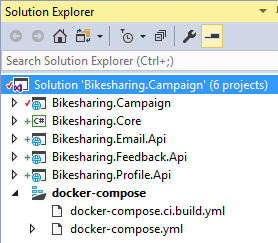 Solution Explorer
Search Solution Explorer (Ctrl+;)
Solution 'Bikesharing.Campaign' (6 projects)
Bikesharing.Campaign
C# Bikesharing.Core
Bikesharing.Email.Api
Bikesharing.Feedback.Api
Bikesharing.Profile.Api
docker-compose
docker-compose.ci.build.yml
docker-compose.yml